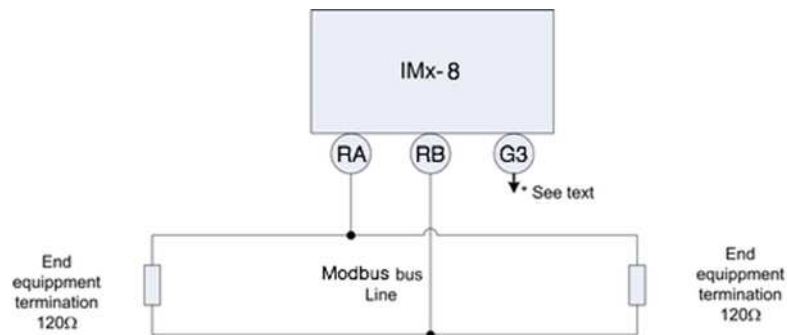 IMx-8
RA
RB
G3
* See text
End
equippment
termination
120Ω
Modbus bus
Line
End
equippment
termination
120Ω